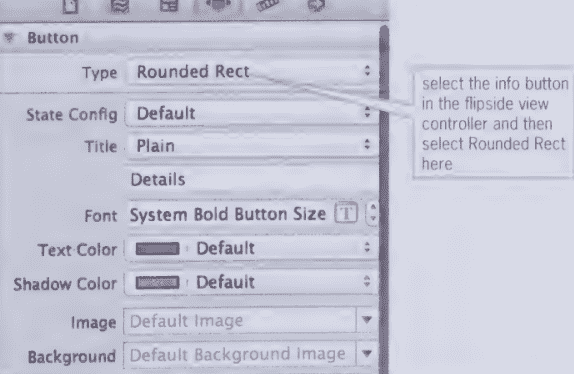 Button
Type Rounded Rect
State Config Default
Title Plain
Details
Font System Bold Button Size T
Text Color Default
Shadow Color Default
Image Default Image
Background Default Background Image
select the info button
in the flipside view
controller and then
select Rounded Rect
here